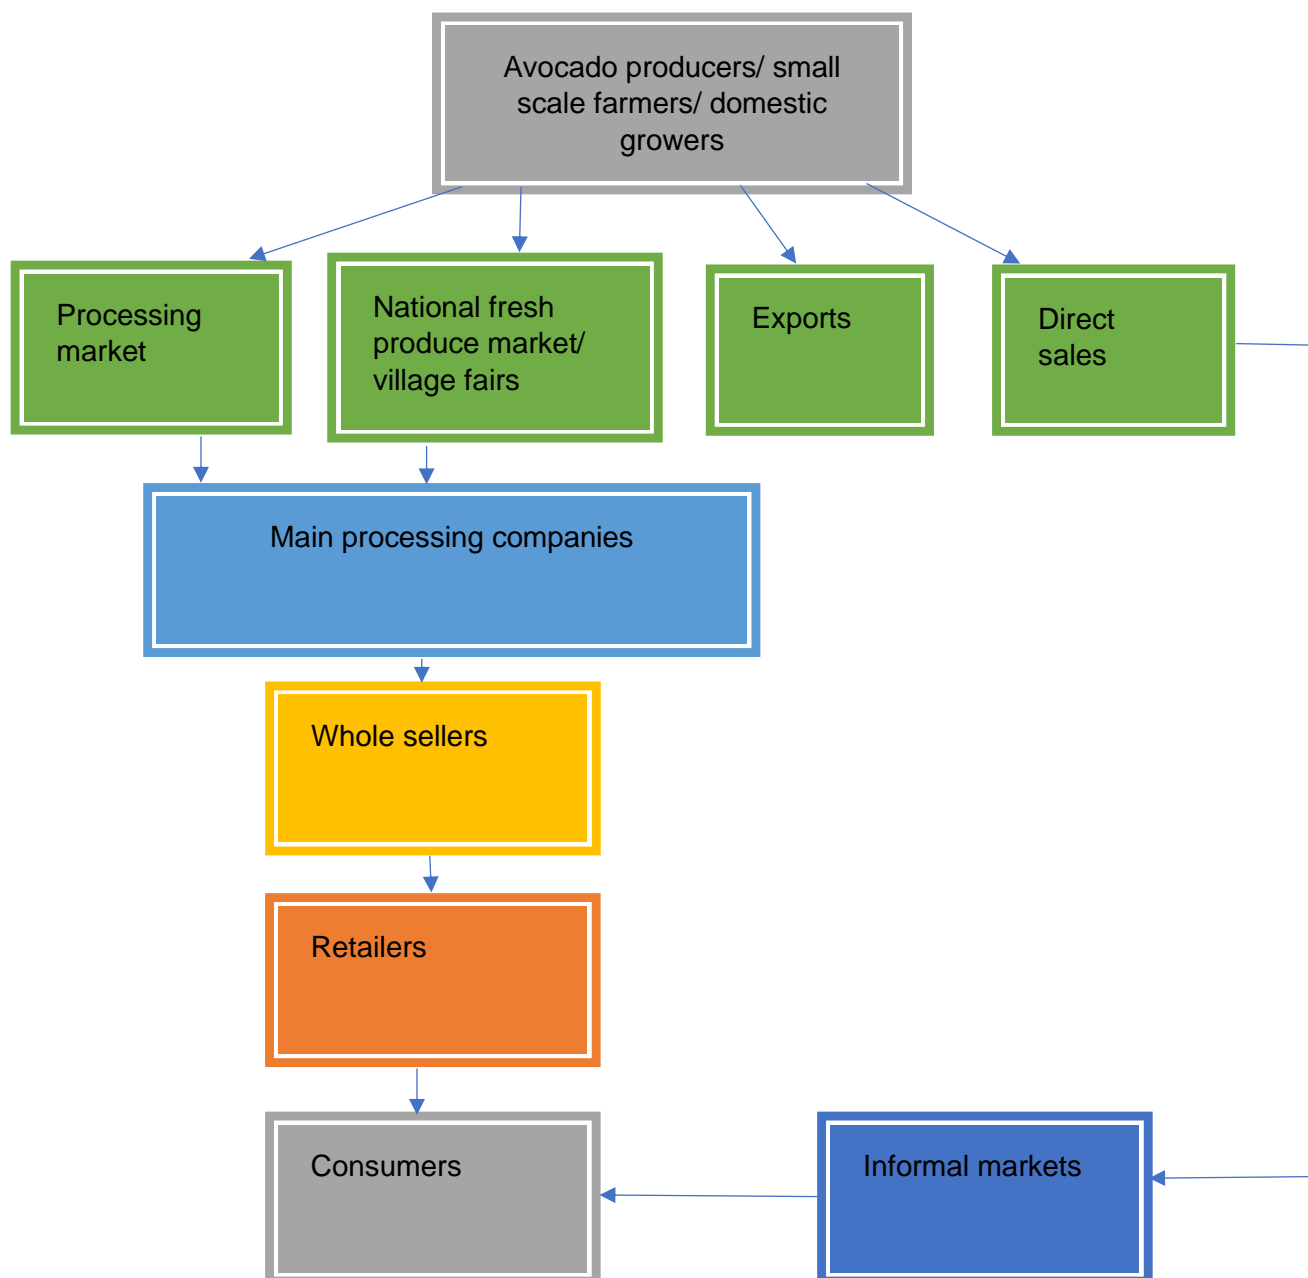 Avocado producers/ small
scale farmers/ domestic
growers
Processing
market
National fresh
produce market/
village fairs
Exports
Direct
sales
Main processing companies
Whole sellers
Retailers
Consumers
Informal markets